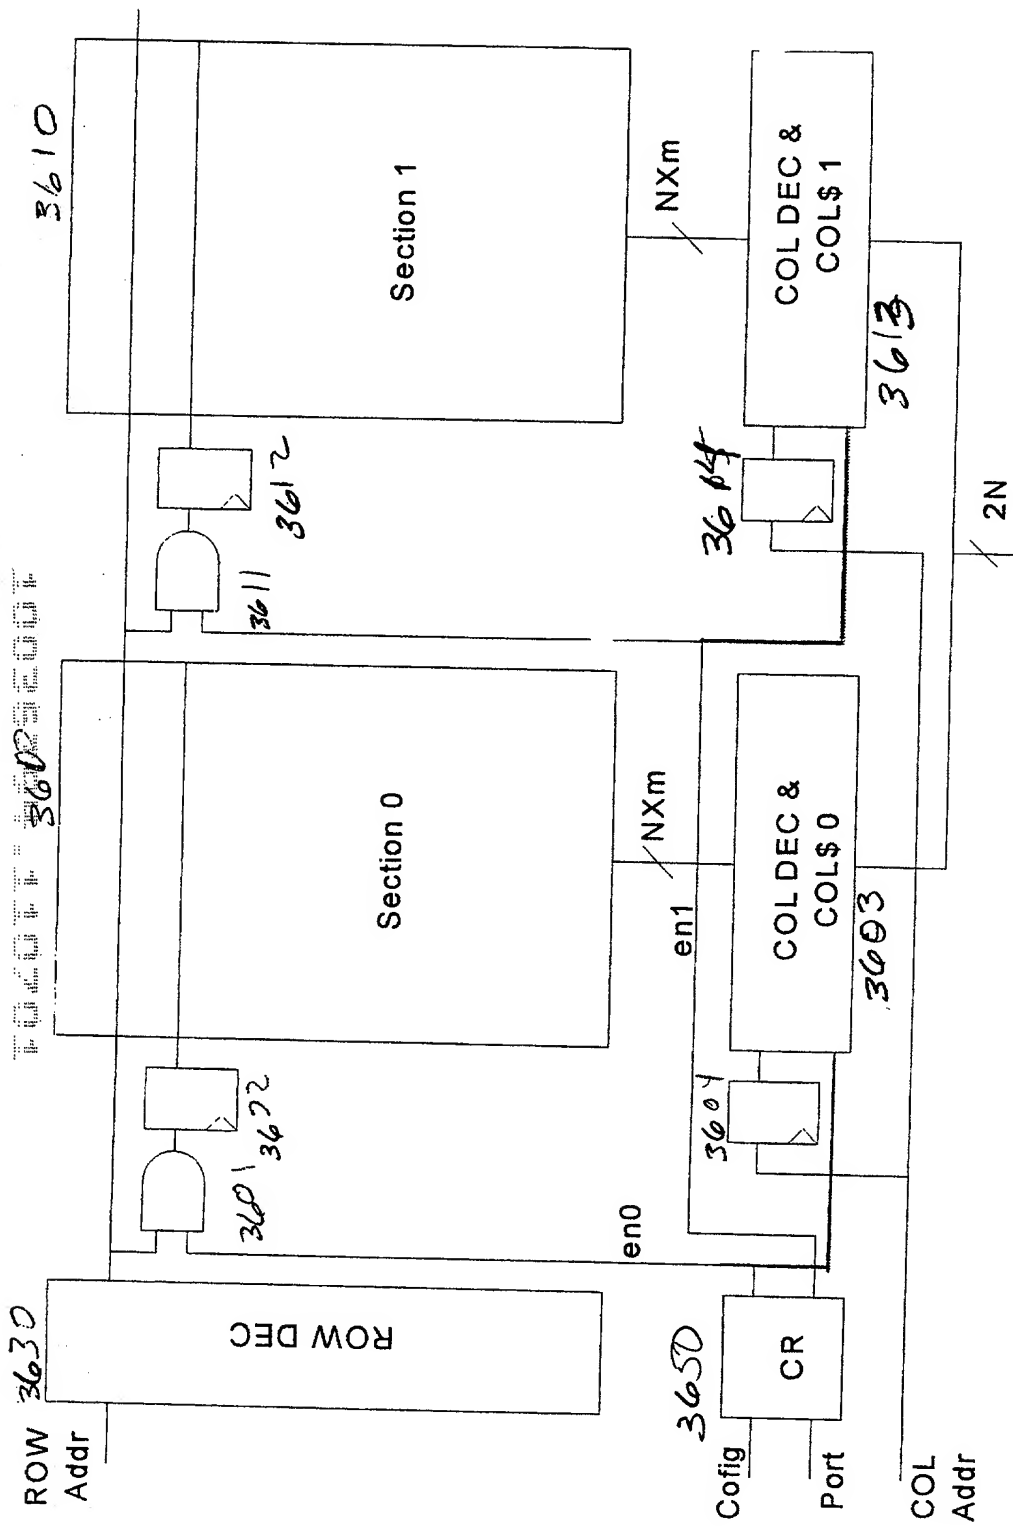 ROW
Addr
3630
ROW DEC
3601
3602
Section 0
3611
3612
3610
Section 1
en0
en1
NXm
NXm
3650
CR
Cofig
Port
3604
COL DEC &
COL$ 0
3603
COL DEC &
COL$ 1
3613
COL
Addr
2N